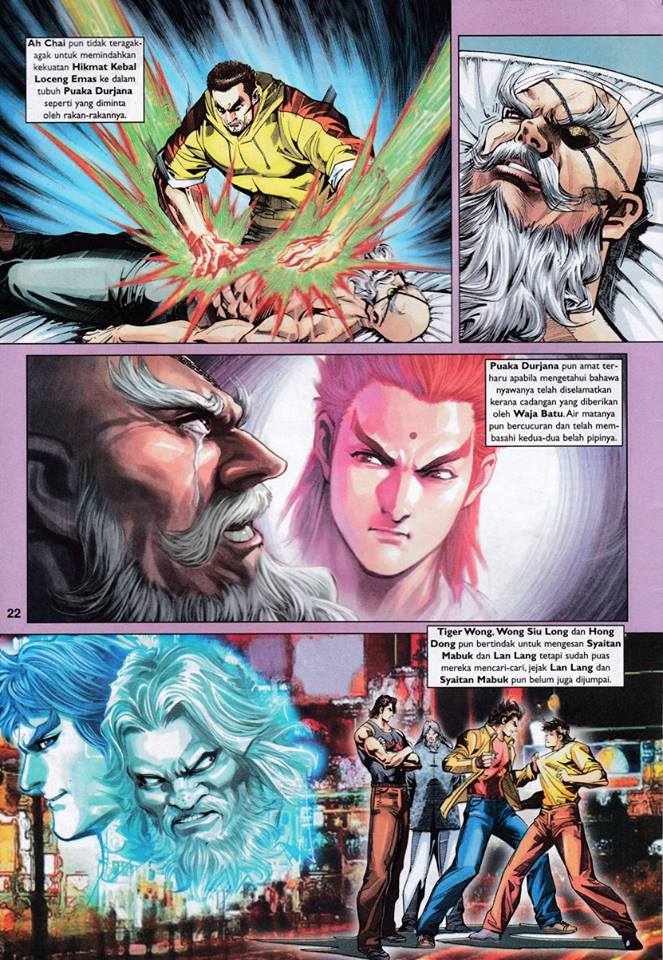 Ah Chai pun tidak teragak-
agak untuk memindahkan
kekuatan Hikmat Kebal
Loceng Emas ke dalam
tubuh Puaka Durjana
seperti yang diminta
oleh rakan-rakannya.
Puaka Durjana pun amat ter-
haru apabila mengetahui bahawa
nyawanya telah diselamatkan
kerana cadangan yang diberikan
oleh Waja Batu. Air matanya
pun bercucuran dan telah mem-
basahi kedua-dua belah pipinya.
22
Tiger Wong, Wong Siu Long dan Hong
Dong pun bertindak untuk mengesan Syaitan
Mabuk dan Lan Lang tetapi sudah puas
mereka mencari-cari, jejak Lan Lang dan
Syaitan Mabuk pun belum juga dijumpai.